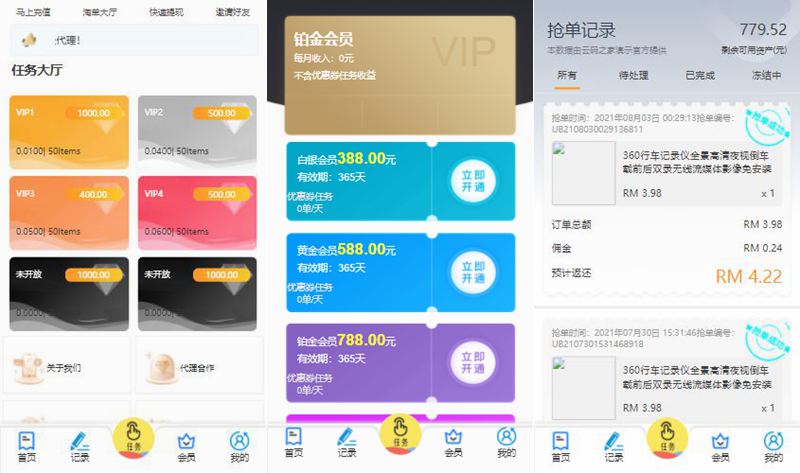 马上充值 海单大厅 快速提现 邀请好友
:代理!
任务大厅
VIP1 1000.00
0.0100| 50Items
VIP2 500.00
0.0400| 50Items
VIP3 400.00
0.0500| 50Items
VIP4 500.00
0.0600| 50Items
未开放 1000.00
0.0000|
未开放 1000.00
0.0000|
关于我们
代理合作
首页 记录 任务 会员 我的
铂金会员
每月收入: 0元
不含优惠券任务收益
VIP
白银会员388.00元
有效期: 365天
优惠券任务
0单/天
立即
开通
黄金会员588.00元
有效期: 365天
优惠券任务
0单/天
立即
开通
铂金会员788.00元
有效期: 365天
优惠券任务
0单/天
立即
开通
首页 记录 任务 会员 我的
抢单记录 779.52
本数据由云码之家演示官方提供 剩余可用资产(元)
所有 待处理 已完成 冻结中
抢单时间: 2021年08月03日 00:29:13抢单编号:
UB2108030029136811
抢单成功
360行车记录仪全景高清夜视倒车
载前后双录无线流媒体影像免安装
RM 3.98 x 1
订单总额 RM 3.98
佣金 RM 0.24
预计返还 RM 4.22
抢单时间: 2021年07月30日 15:31:46抢单编号:
UB2107301531468918
抢单成功
360行车记录仪全景高清夜视倒车
载前后双录无线流媒体影像免安装
RM 3.98 x 1
首页 记录 任务 会员 我的